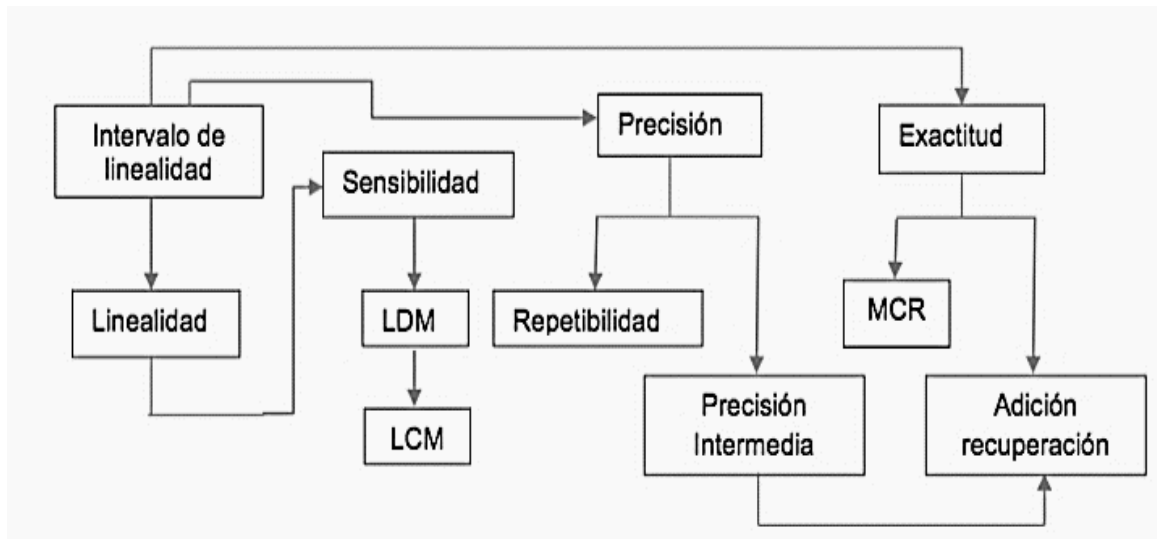 Intervalo de
linealidad
Precisión
Exactitud
Sensibilidad
Linealidad
LDM
Repetibilidad
MCR
LCM
Precisión
Intermedia
Adición
recuperación